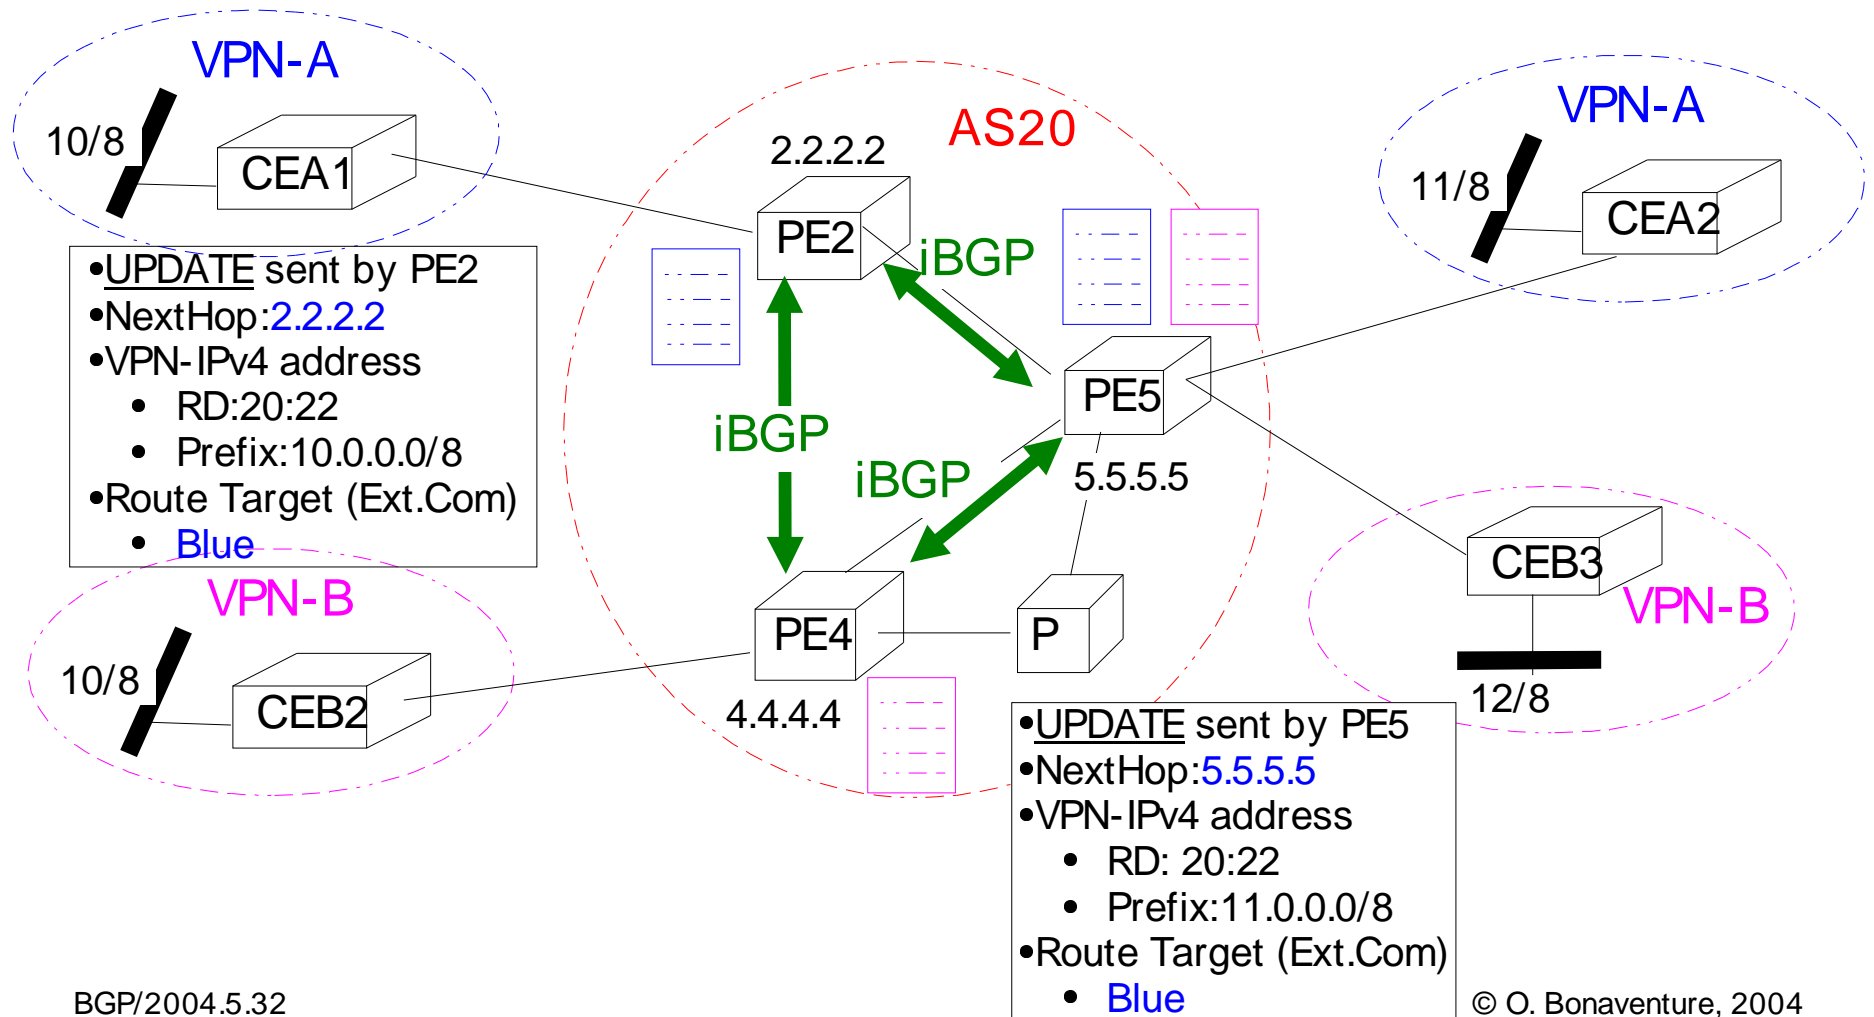 VPN-A
10/8
CEA1
AS20
2.2.2.2
PE2
VPN-A
11/8
CEA2
•UPDATE sent by PE2
•NextHop:2.2.2.2
•VPN-IPv4 address
• RD:20:22
• Prefix:10.0.0.0/8
•Route Target (Ext.Com)
• Blue
iBGP
iBGP
iBGP
PE5
5.5.5.5
VPN-B
10/8
CEB2
PE4
4.4.4.4
P
CEB3
VPN-B
12/8
•UPDATE sent by PE5
•NextHop:5.5.5.5
•VPN-IPv4 address
• RD: 20:22
• Prefix:11.0.0.0/8
•Route Target (Ext.Com)
• Blue
BGP/2004.5.32
© O. Bonaventure, 2004